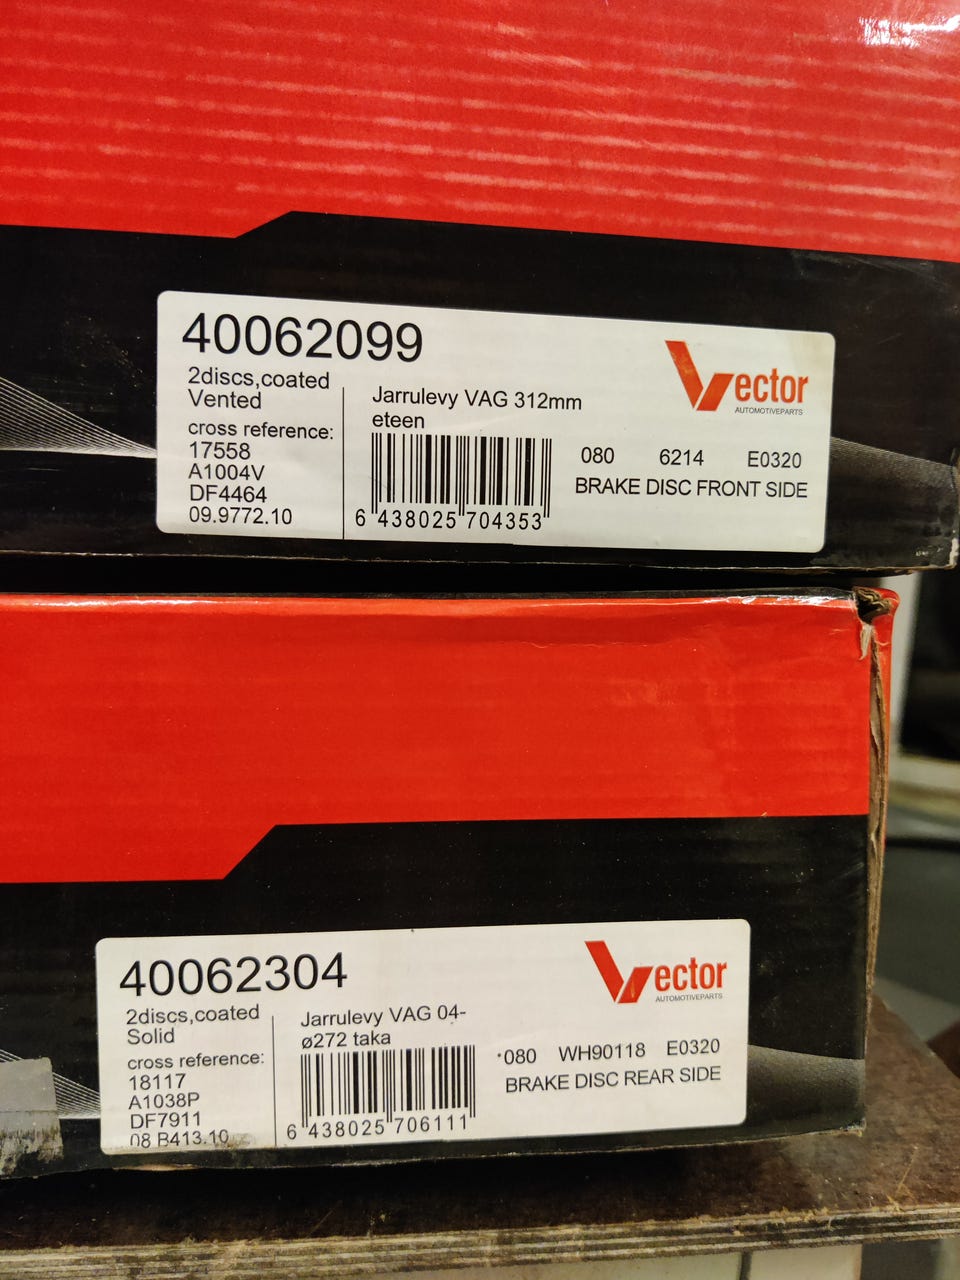 40062099
2discs,coated
Vented
cross reference:
17558
A1004V
DF4464
09.9772.10
Jarrulevy VAG 312mm
eteen
6 438025 704353
Vector
AUTOMOTIVEPARTS
080 6214 E0320
BRAKE DISC FRONT SIDE
40062304
2discs,coated
Solid
cross reference:
18117
A1038P
DF7911
08.B413.10
Jarrulevy VAG 04-
ø272 taka
6 438025 706111
Vector
AUTOMOTIVEPARTS
080 WH90118 E0320
BRAKE DISC REAR SIDE